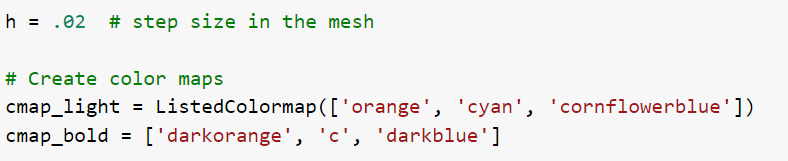 h = .02  # step size in the mesh
# Create color maps
cmap_light = ListedColormap(['orange', 'cyan', 'cornflowerblue'])
cmap_bold = ['darkorange', 'c', 'darkblue']